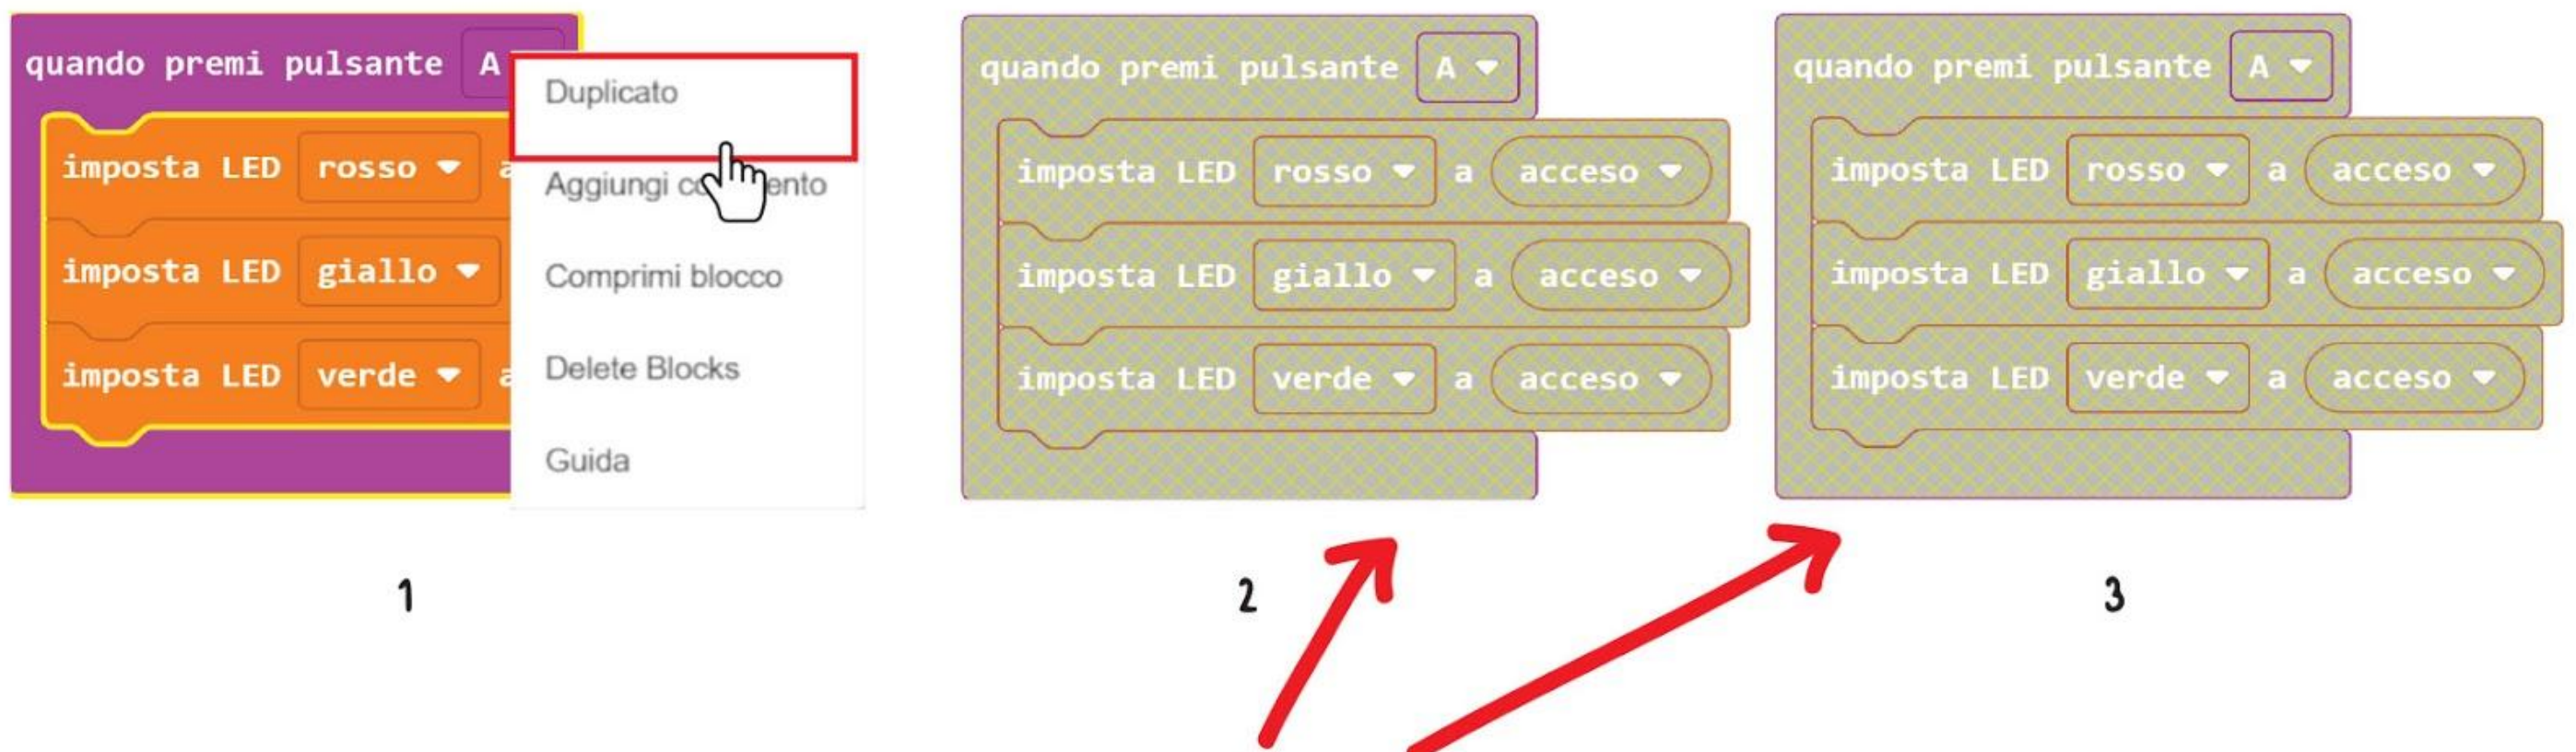 quando premi pulsante A
imposta LED rosso a
imposta LED giallo
imposta LED verde a
Duplicato
Aggiungi
Comprimi blocco
Delete Blocks
Guida
1
quando premi pulsante A
imposta LED rosso a acceso
imposta LED giallo a acceso
imposta LED verde a acceso
2
quando premi pulsante A
imposta LED rosso a acceso
imposta LED giallo a acceso
imposta LED verde a acceso
3